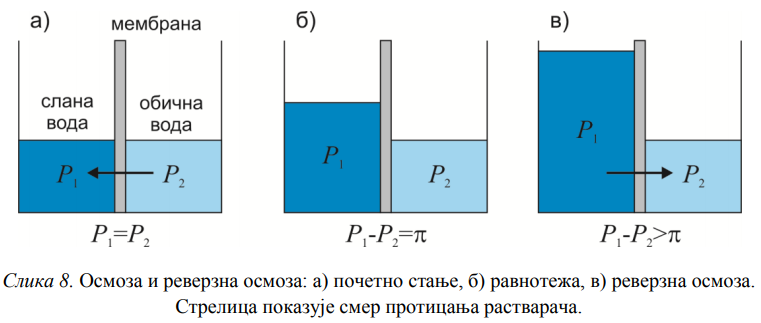 а)
б)
в)
мембрана
слана вода
обична вода
P₁
P₂
P₁
P₂
P₁
P₂
P₁=P₂
P₁-P₂=π
P₁-P₂>π
Слика 8. Осмоза и реверзна осмоза: а) почетно стање, б) равнотежа, в) реверзна осмоза.
Стрелица показује смер протицања растварача.